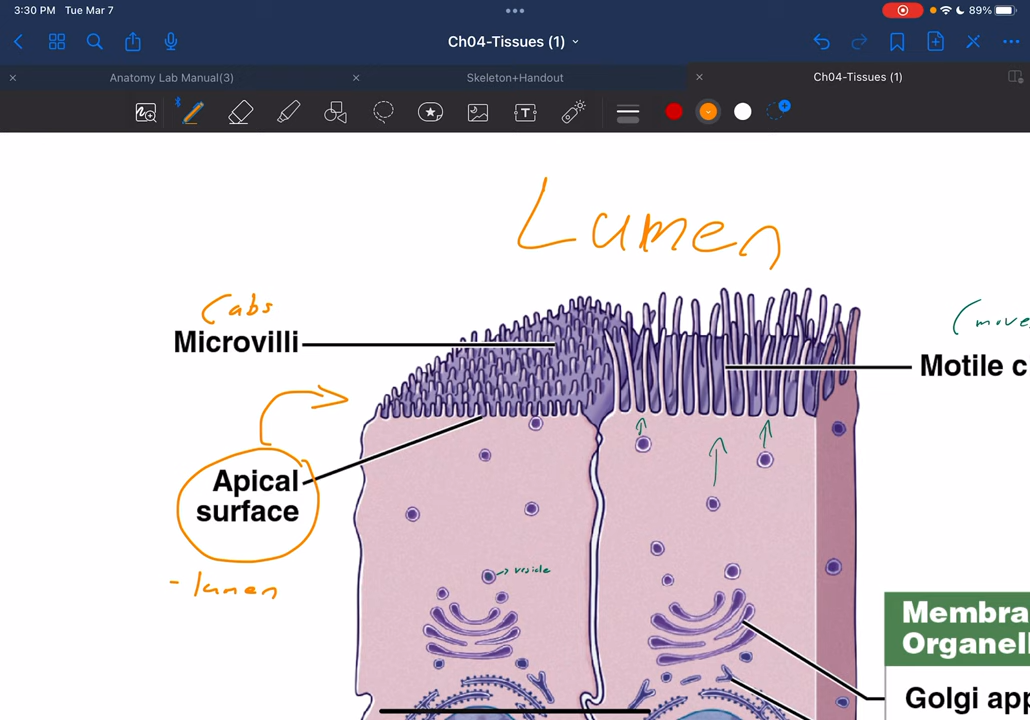 3:30 PM Tue Mar 7
89%
Ch04-Tissues (1)
Anatomy Lab Manual(3)
Skeleton+Handout
Ch04-Tissues (1)
Lumen
(abs
Microvilli
(move
Motile c
Apical
surface
- lumen
→ vesicle
Membra
Organell
Golgi app